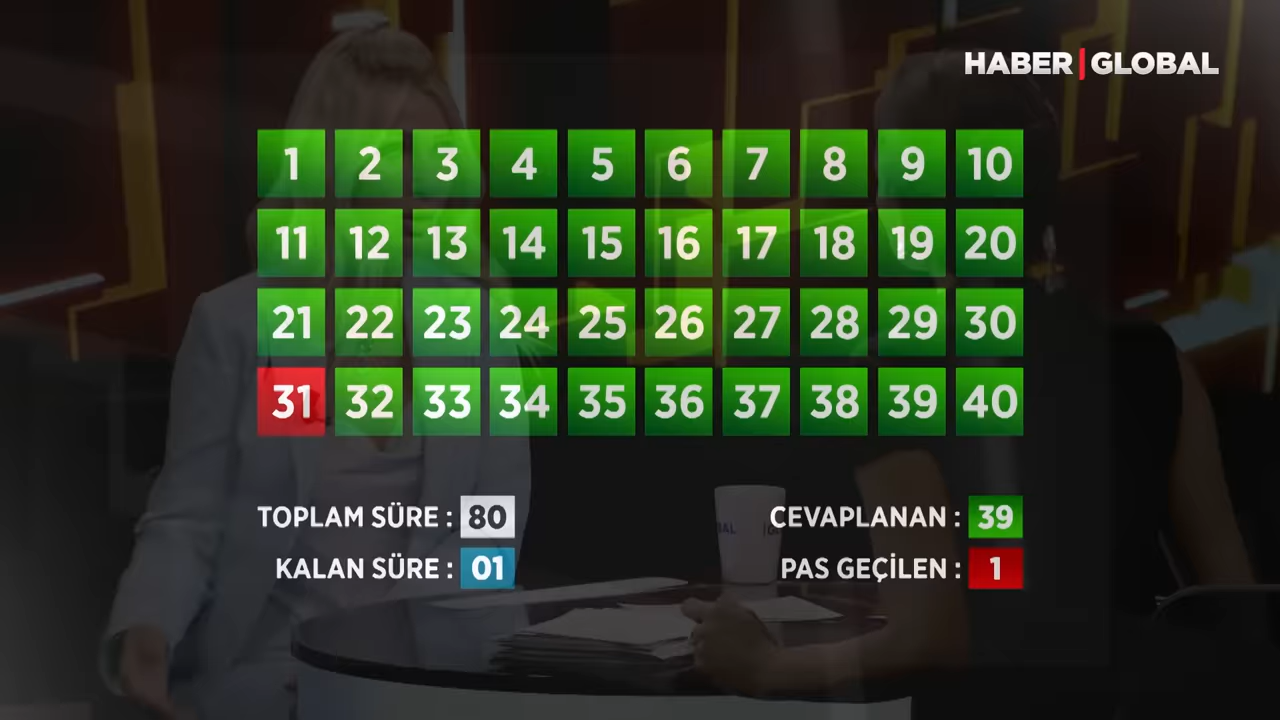 HABER|GLOBAL
1 2 3 4 5 6 7 8 9 10
11 12 13 14 15 16 17 18 19 20
21 22 23 24 25 26 27 28 29 30
31 32 33 34 35 36 37 38 39 40
TOPLAM SÜRE : 80
KALAN SÜRE : 01
CEVAPLANAN : 39
PAS GEÇİLEN : 1